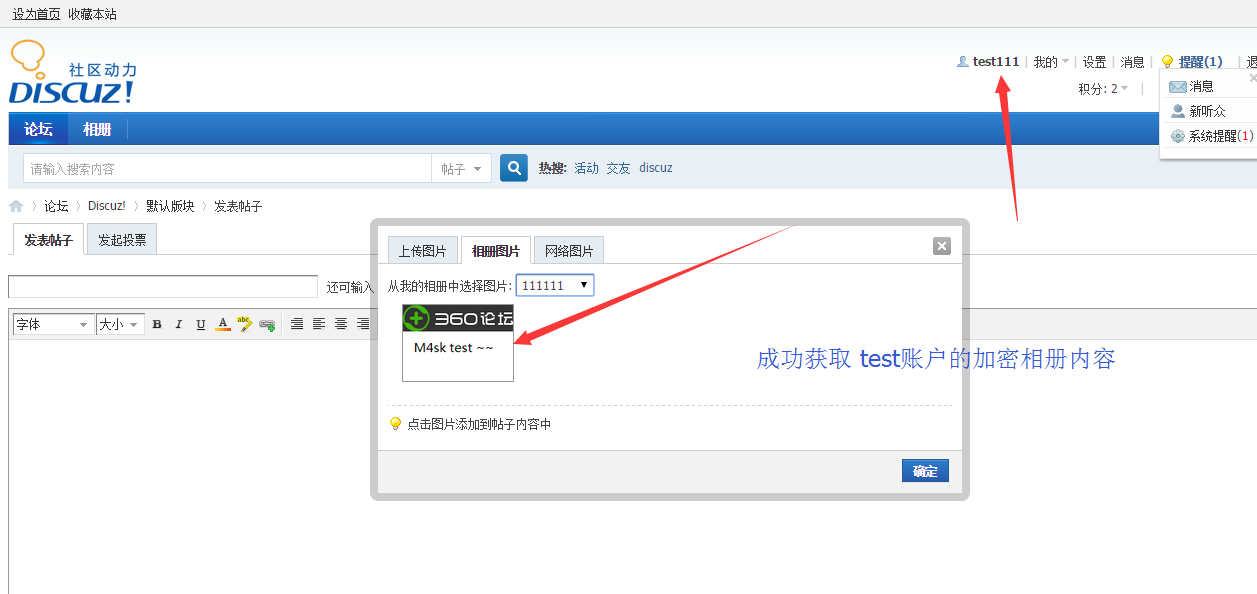 设为首页 收藏本站
社区动力
DISCUZ!
test111 我的 设置 消息 提醒(1)
积分: 2
消息
新听众
系统提醒(1)
论坛 相册
请输入搜索内容 帖子 热搜: 活动 交友 discuz
论坛 Discuz! 默认版块 发表帖子
发表帖子 发起投票
还可输入
字体 大小 B I U A abc
上传图片 相册图片 网络图片
从我的相册中选择图片: 111111
360论坛
M4sk test ~~
成功获取 test账户的加密相册内容
点击图片添加到帖子内容中
确定